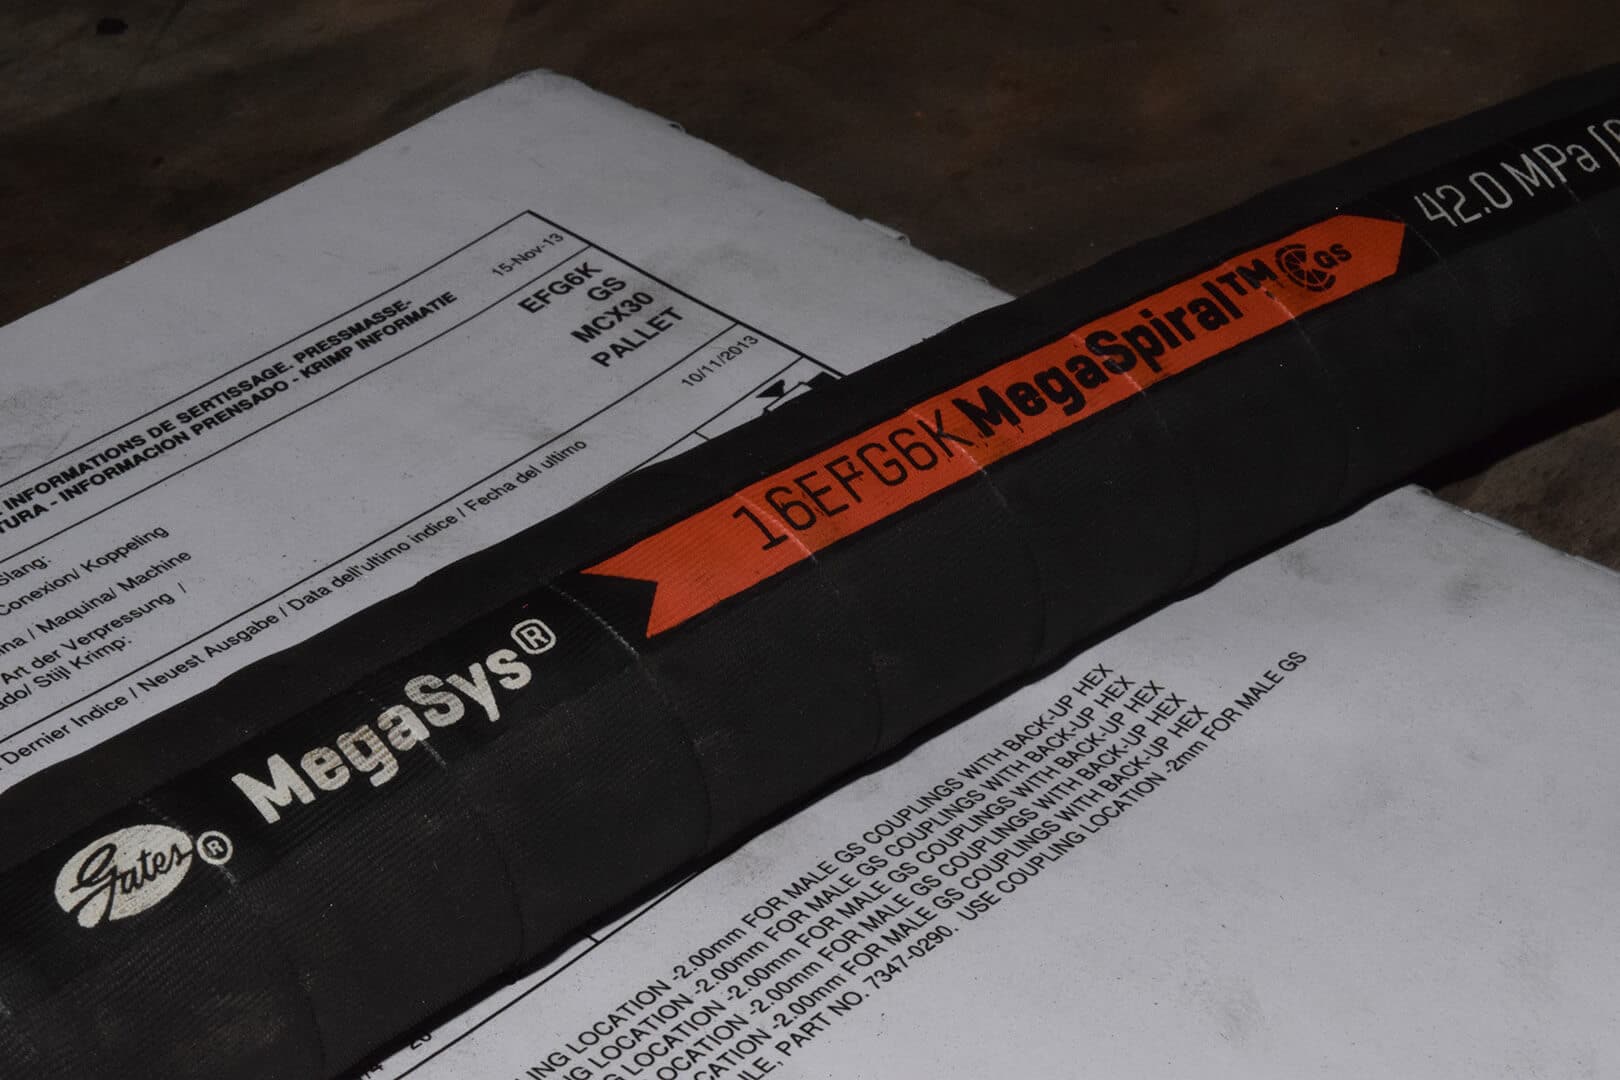 15-Nov-13
INFORMATIONS DE SERTISSAGE. PRESSMASSE-
TURA - INFORMACION PRENSADO - KRIMP INFORMATIE
EFG6K
GS
MCX30
PALLET
10/11/2013
Slang:
Conexion/ Koppeling
/ Maquina/ Machine
Art der Verpressung /
Stijl Krimp:
Dernier Indice / Neuest Ausgabe / Data dell'ultimo indice / Fecha del ultimo
Gates® MegaSys® 16EFG6K MegaSpiral™ GS 42.0 MPa
LOCATION -2.00mm FOR MALE GS COUPLINGS WITH BACK-UP HEX
LOCATION -2.00mm FOR MALE GS COUPLINGS WITH BACK-UP HEX
LOCATION -2.00mm FOR MALE GS COUPLINGS WITH BACK-UP HEX
LOCATION -2.00mm FOR MALE GS COUPLINGS WITH BACK-UP HEX
-2.00mm FOR MALE GS COUPLINGS WITH BACK-UP HEX
PART NO. 7347-0290. USE COUPLING LOCATION -2mm FOR MALE GS